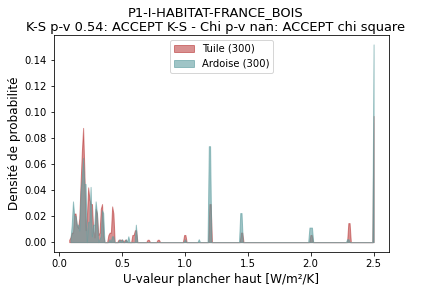 P1-I-HABITAT-FRANCE_BOIS
K-S p-v 0.54: ACCEPT K-S - Chi p-v nan: ACCEPT chi square
Tuile (300)
Ardoise (300)
Densité de probabilité
0.14
0.12
0.10
0.08
0.06
0.04
0.02
0.00
0.0 0.5 1.0 1.5 2.0 2.5
U-valeur plancher haut [W/m²/K]